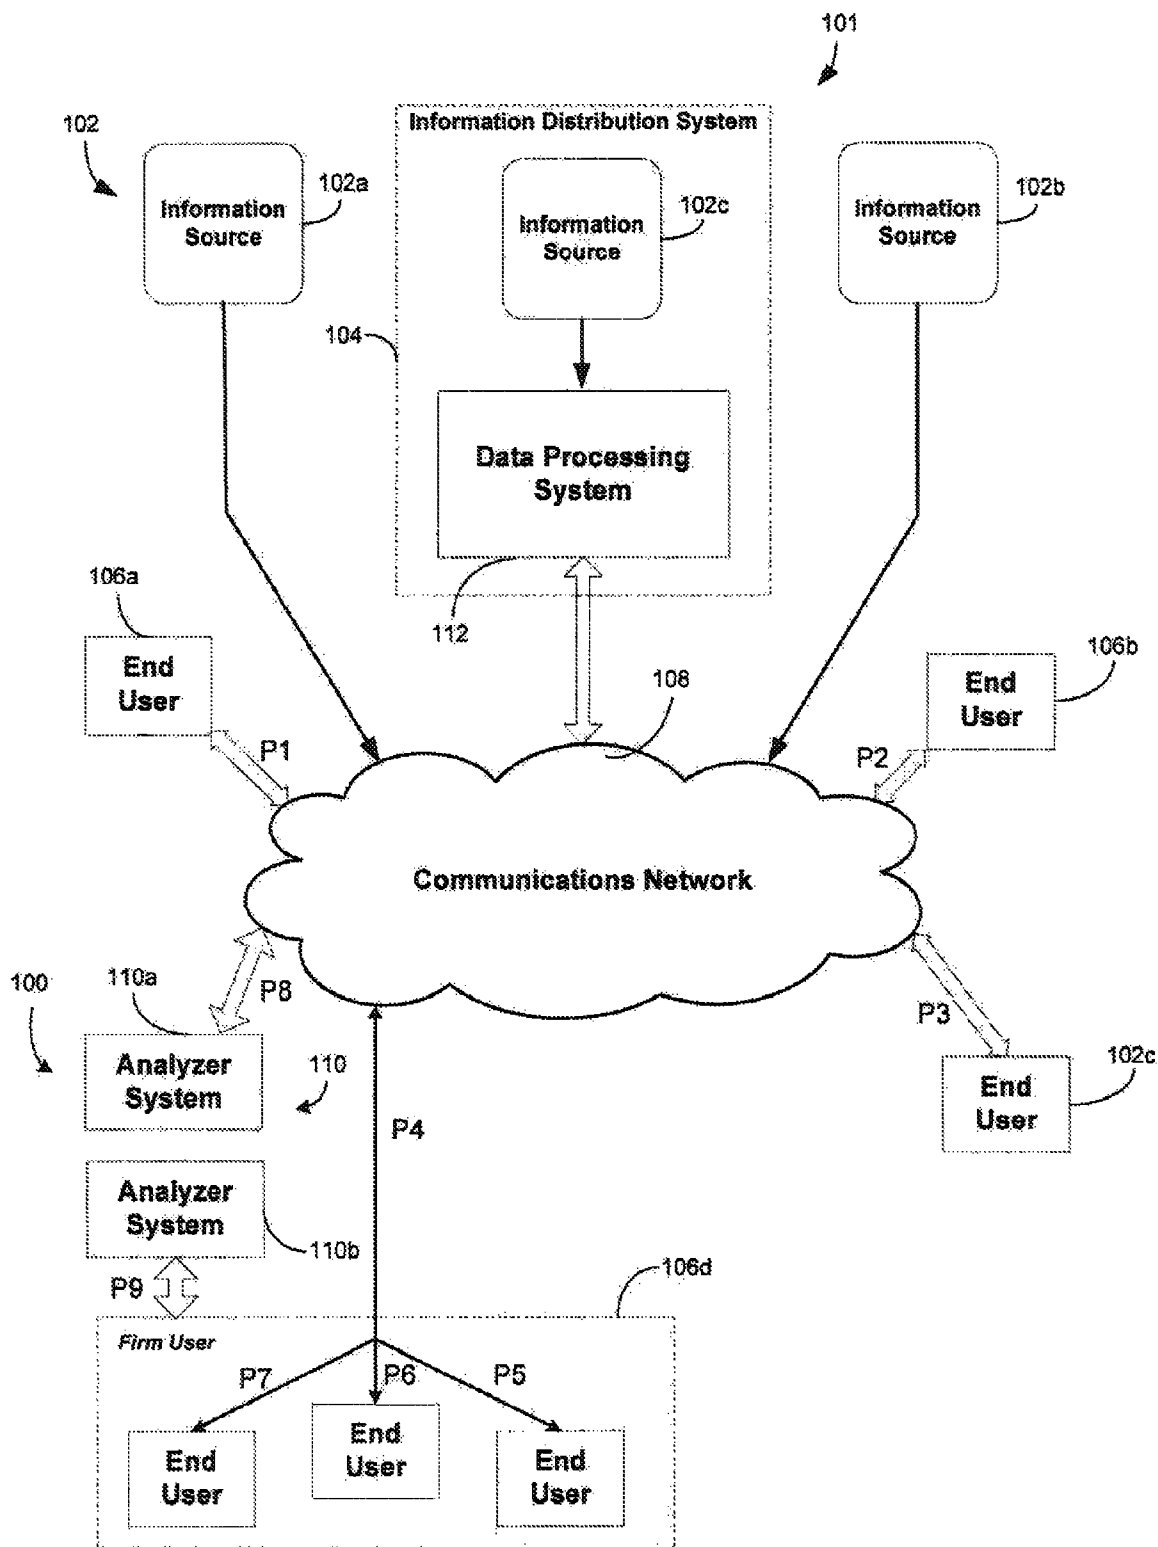 101
102
Information Distribution System
Information
Source
102a
Information
Source
102c
Information
Source
102b
104
Data Processing
System
112
106a
End
User
P1
108
106b
End
User
P2
Communications Network
100
110a
P8
Analyzer
System
110
P4
P3
102c
End
User
Analyzer
System
110b
P9
106d
Firm User
P7
P6
P5
End
User
End
User
End
User